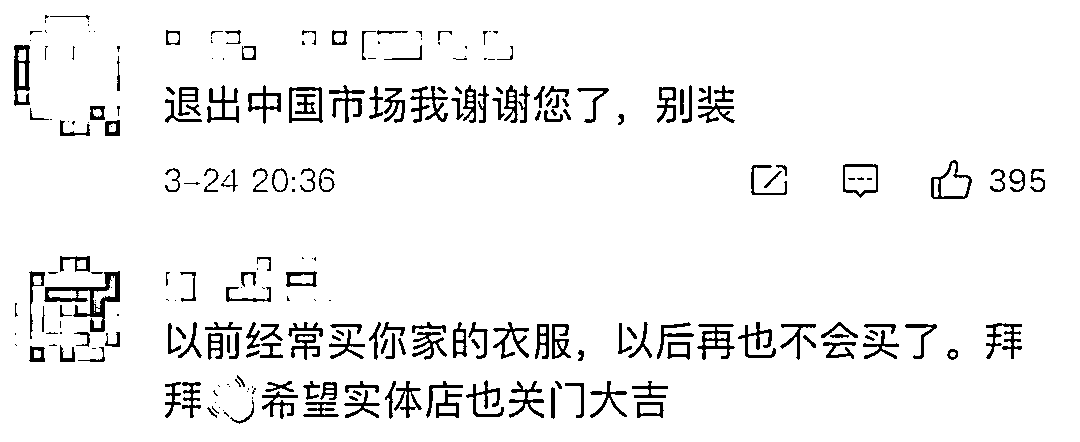 退出中国市场我谢谢您了，别装
3-24 20:36
395
以前经常买你家的衣服，以后再也不会买了。拜
拜👋希望实体店也关门大吉